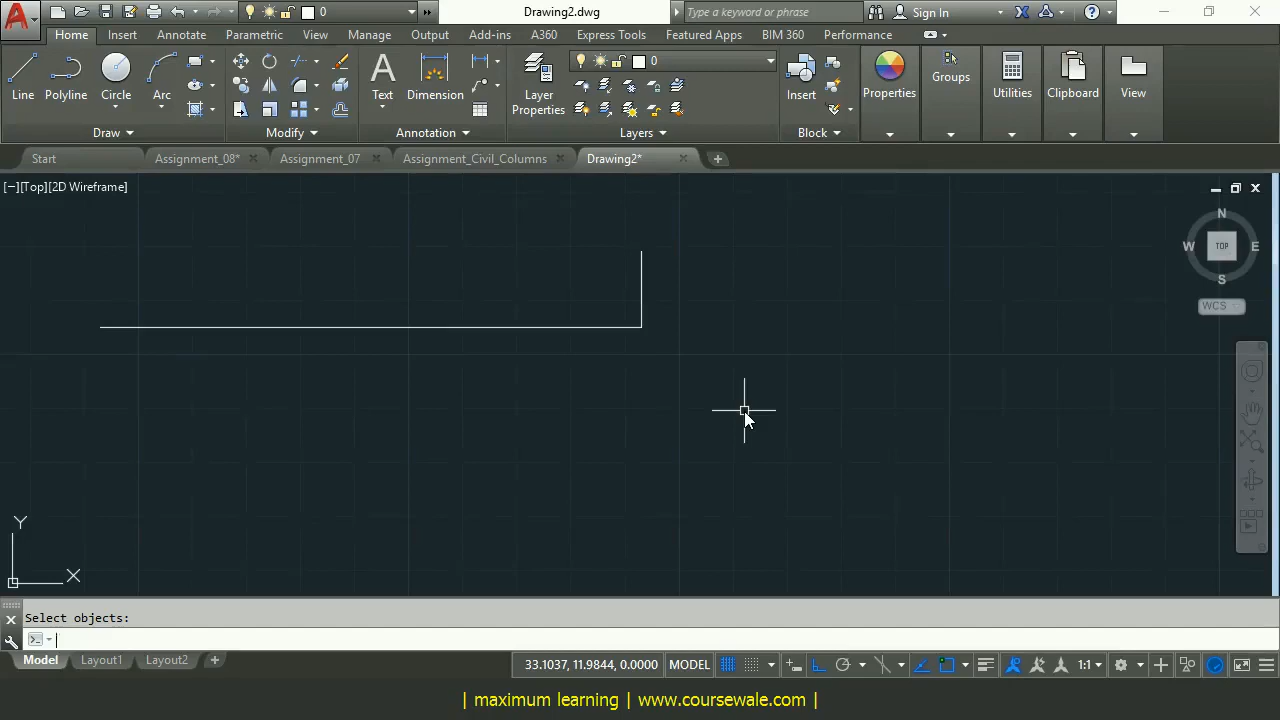 0
Drawing2.dwg
Type a keyword or phrase
Sign In
Home Insert Annotate Parametric View Manage Output Add-ins A360 Express Tools Featured Apps BIM 360 Performance
Line Polyline Circle Arc
Text Dimension
Layer Properties
0
Insert
Properties
Groups
Utilities
Clipboard
View
Draw
Modify
Annotation
Layers
Block
Start Assignment_08* Assignment_07 Assignment_Civil_Columns Drawing2*
[−][Top][2D Wireframe]
N
W TOP E
S
WCS
Y
X
Select objects:
Model Layout1 Layout2
33.1037, 11.9844, 0.0000 MODEL 1:1
| maximum learning | www.coursewale.com |